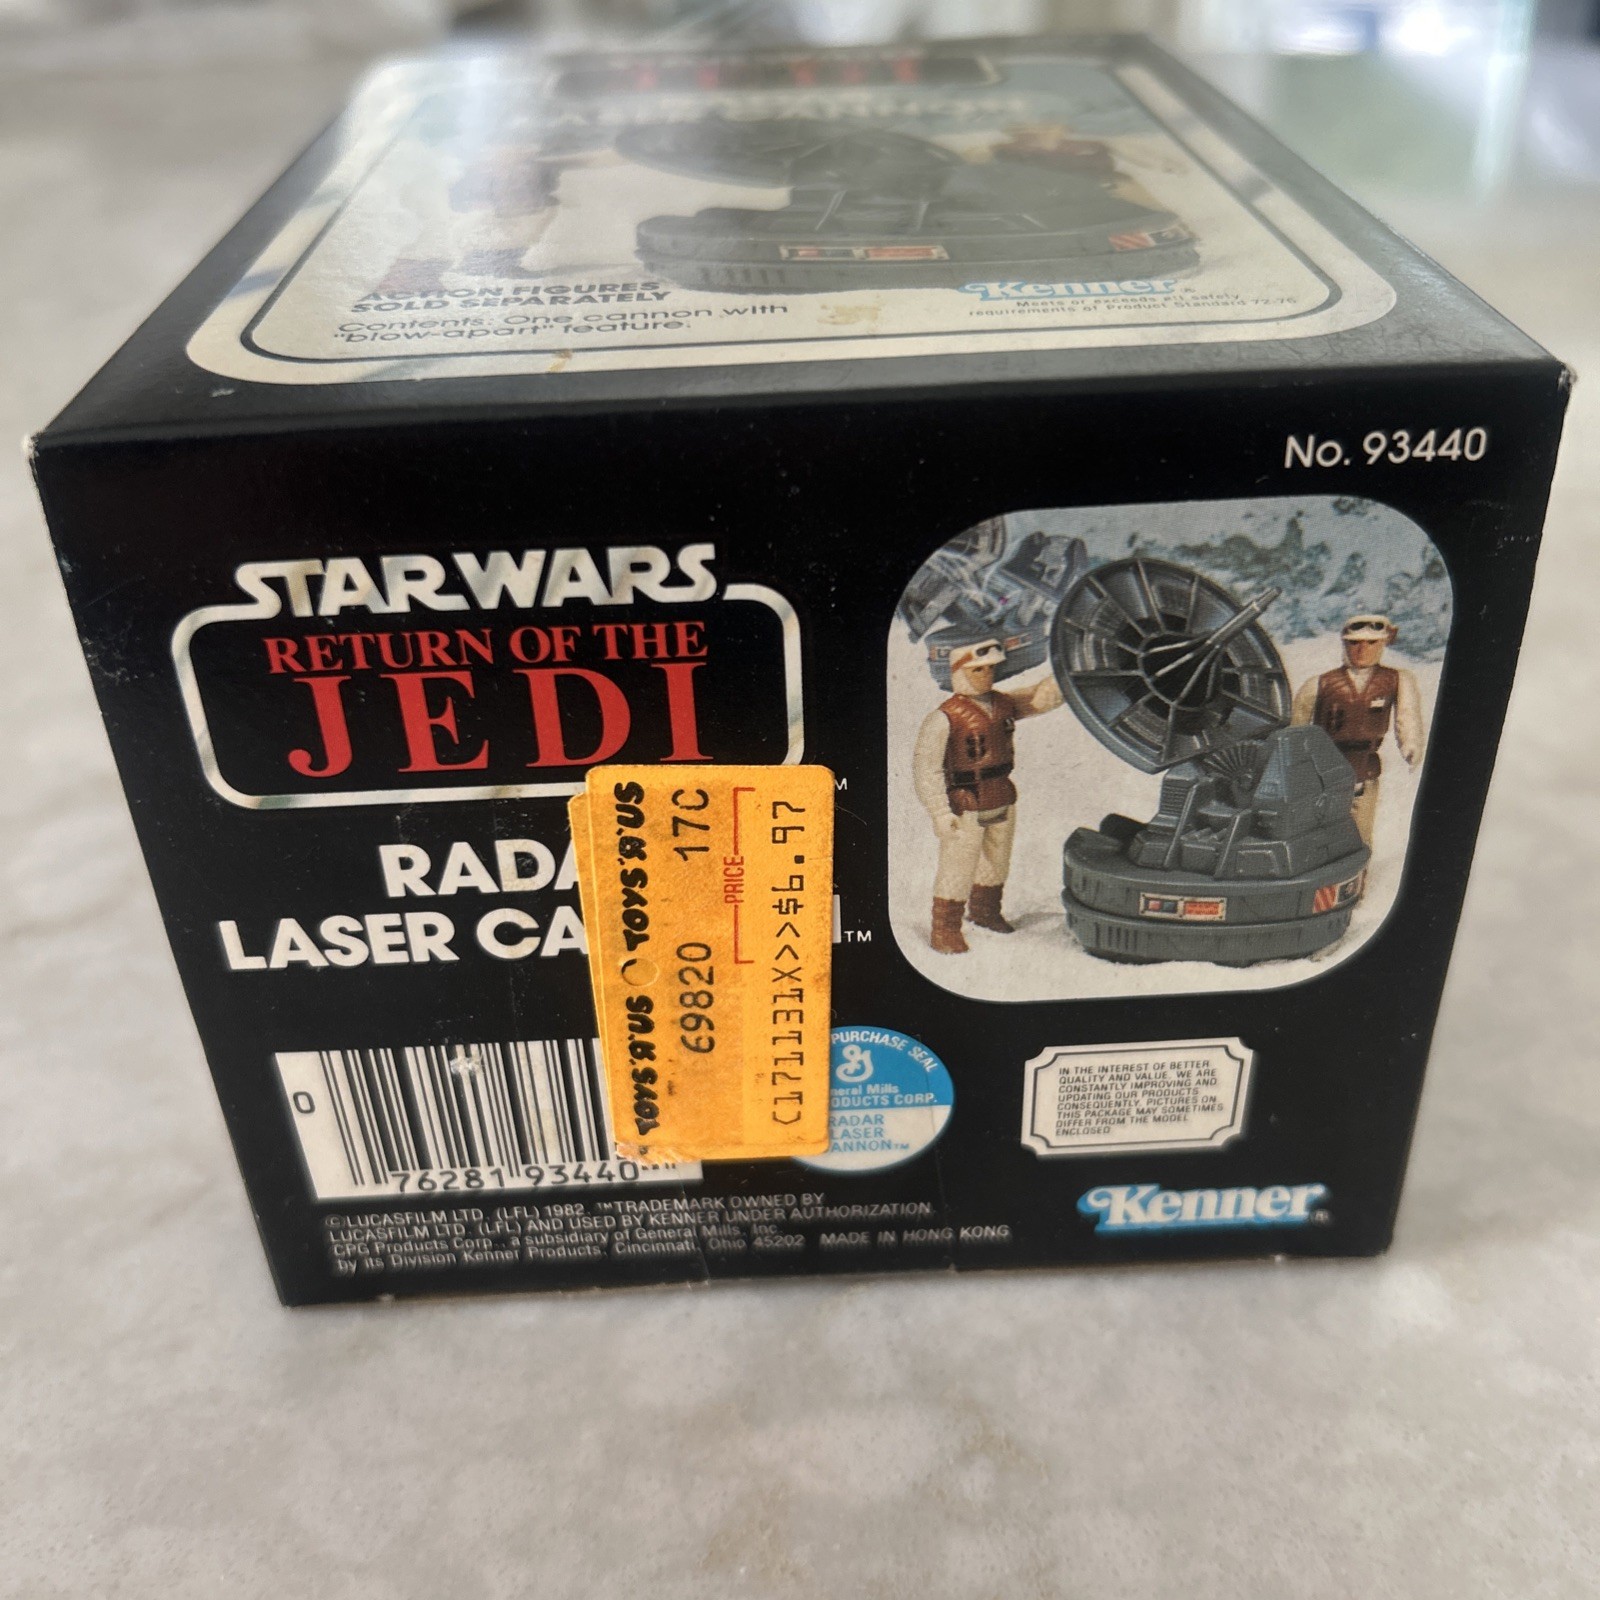 LASER CANNON
ACTION FIGURES
SOLD SEPARATELY
Contents: One cannon with
"blow-apart" feature.
Kenner®
Meets or exceeds all safety
requirements of Product Standard 72-76
No. 93440
STAR WARS
RETURN OF THE
JEDI
RADA
LASER CA
TM
TOYS"R"US TOYS"R"US
69820 17C
PRICE
(171131X>>$6.97
0
76281 93440
PURCHASE SEAL
neral Mills
ODUCTS CORP.
RADAR
LASER
ANNON™
IN THE INTEREST OF BETTER
QUALITY AND VALUE, WE ARE
CONSTANTLY IMPROVING AND
UPDATING OUR PRODUCTS
CONSEQUENTLY, PICTURES ON
THIS PACKAGE MAY SOMETIMES
DIFFER FROM THE MODEL
ENCLOSED.
Kenner®
©LUCASFILM LTD. (LFL) 1982. ™TRADEMARK OWNED BY
LUCASFILM LTD. (LFL) AND USED BY KENNER UNDER AUTHORIZATION.
CPG Products Corp., a subsidiary of General Mills, Inc.
by its Division Kenner Products, Cincinnati, Ohio 45202 MADE IN HONG KONG